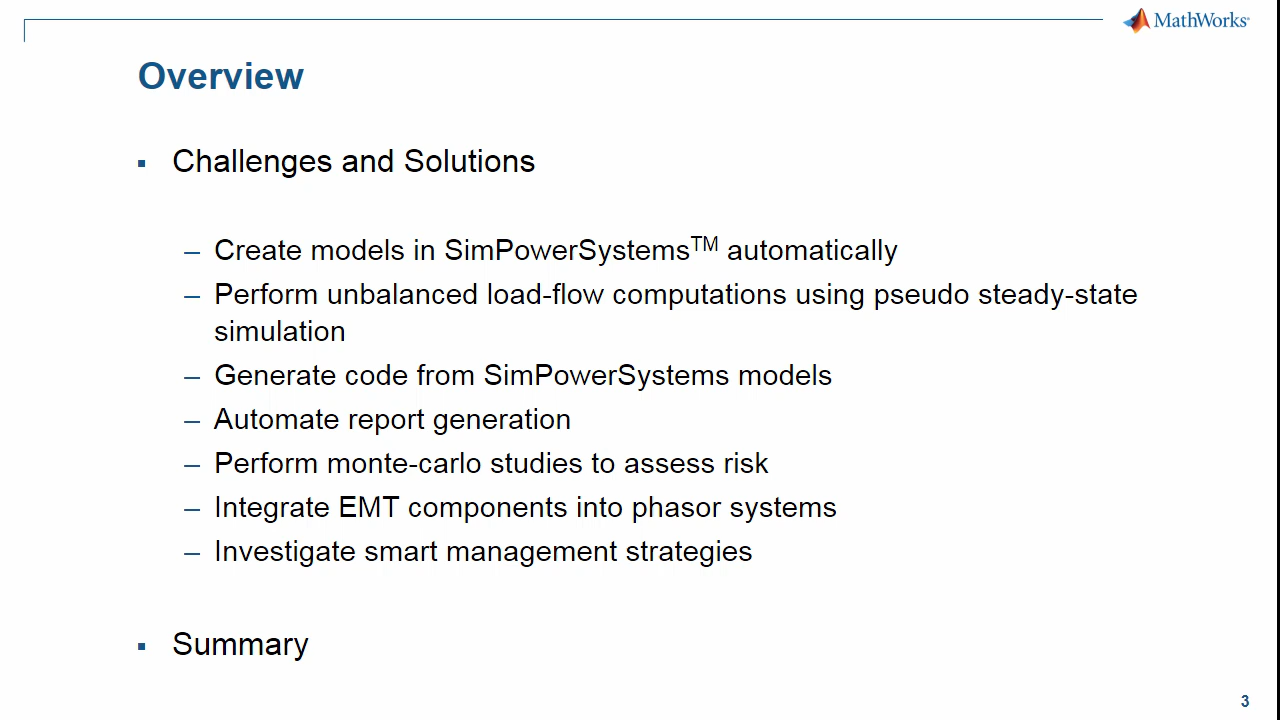 MathWorks®
Overview
▪ Challenges and Solutions
– Create models in SimPowerSystems™ automatically
– Perform unbalanced load-flow computations using pseudo steady-state
simulation
– Generate code from SimPowerSystems models
– Automate report generation
– Perform monte-carlo studies to assess risk
– Integrate EMT components into phasor systems
– Investigate smart management strategies
▪ Summary
3